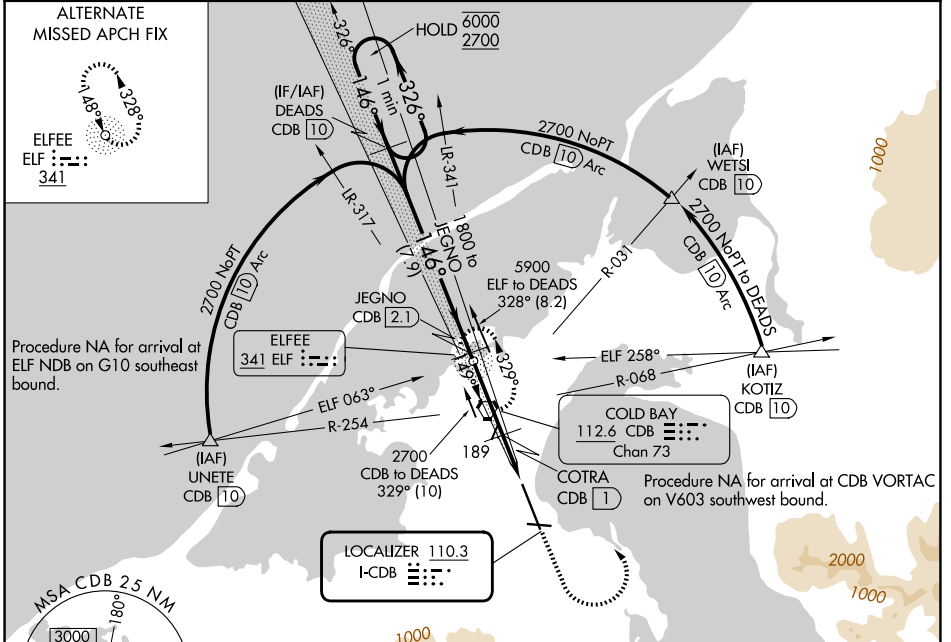 ALTERNATE
MISSED APCH FIX
148°
328°
ELFEE
ELF
341
326°
HOLD
6000
2700
146°
1 min
326°
(IF/IAF)
DEADS
CDB 10
LR-317
LR-341
2700 NoPT
CDB 10 Arc
(IAF)
WETSI
CDB 10
1000
2700 NoPT to DEADS
CDB 10 Arc
R-031
2700 NoPT
CDB 10 Arc
146°
(7.9)
1800 to
JEGNO
5900
ELF to DEADS
328° (8.2)
JEGNO
CDB 2.1
Procedure NA for arrival at
ELF NDB on G10 southeast
bound.
ELFEE
341 ELF
149°
329°
ELF 258°
R-068
(IAF)
KOTIZ
CDB 10
ELF 063°
R-254
(IAF)
UNETE
CDB 10
COLD BAY
112.6 CDB
Chan 73
189
2700
CDB to DEADS
329° (10)
COTRA
CDB 1
Procedure NA for arrival at CDB VORTAC
on V603 southwest bound.
LOCALIZER 110.3
I-CDB
2000
1000
MSA CDB 25 NM
180°
3000
1000